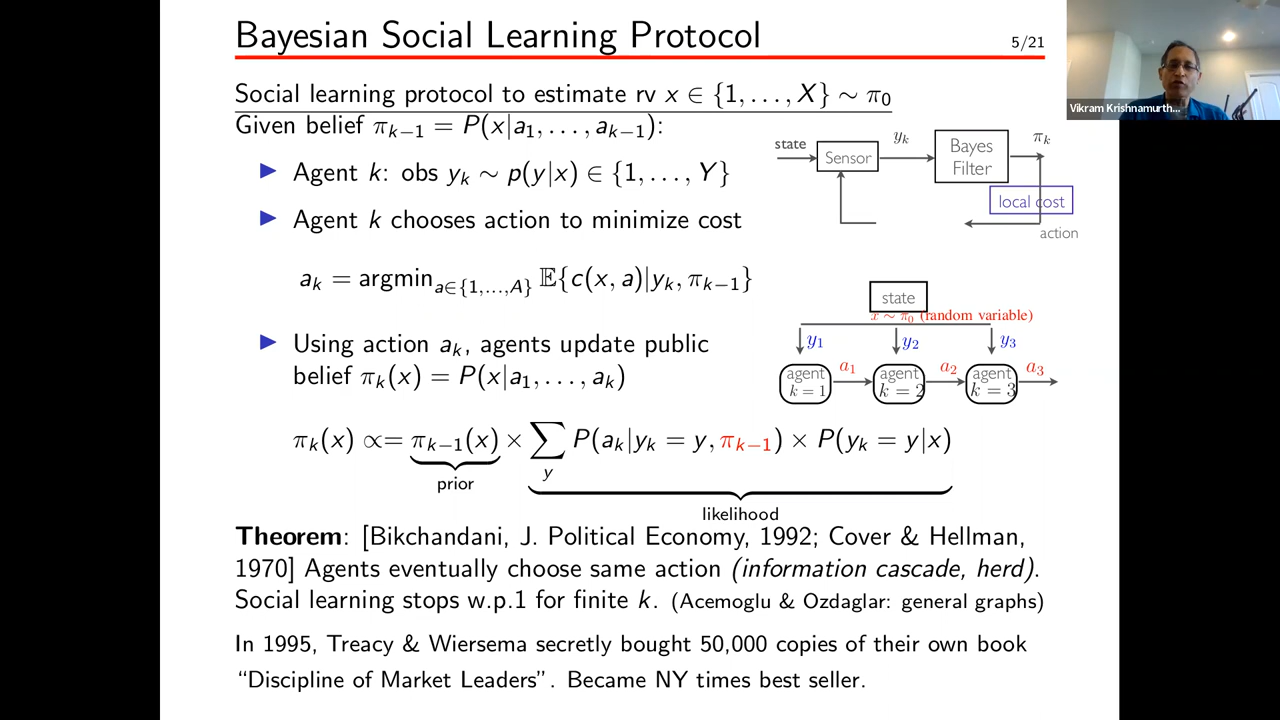 Bayesian Social Learning Protocol
5/21
Vikram Krishnamurth...
Social learning protocol to estimate rv x ∈ {1, . . . , X} ∼ π₀
Given belief πₖ₋₁ = P(x|a₁, . . . , aₖ₋₁):
▶ Agent k: obs yₖ ∼ p(y|x) ∈ {1, . . . , Y}
▶ Agent k chooses action to minimize cost
aₖ = argminₐ∈{1,...,A} 𝔼{c(x, a)|yₖ, πₖ₋₁}
▶ Using action aₖ, agents update public
belief πₖ(x) = P(x|a₁, . . . , aₖ)
state
Sensor
yₖ
Bayes
Filter
πₖ
local cost
action
state
x ∼ π₀ (random variable)
y₁
y₂
y₃
agent
k = 1
a₁
agent
k = 2
a₂
agent
k = 3
a₃
πₖ(x) ∝= πₖ₋₁(x) × ∑ P(aₖ|yₖ = y, πₖ₋₁) × P(yₖ = y|x)
y
prior
likelihood
Theorem: [Bikchandani, J. Political Economy, 1992; Cover & Hellman,
1970] Agents eventually choose same action (information cascade, herd).
Social learning stops w.p.1 for finite k. (Acemoglu & Ozdaglar: general graphs)
In 1995, Treacy & Wiersema secretly bought 50,000 copies of their own book
“Discipline of Market Leaders”. Became NY times best seller.